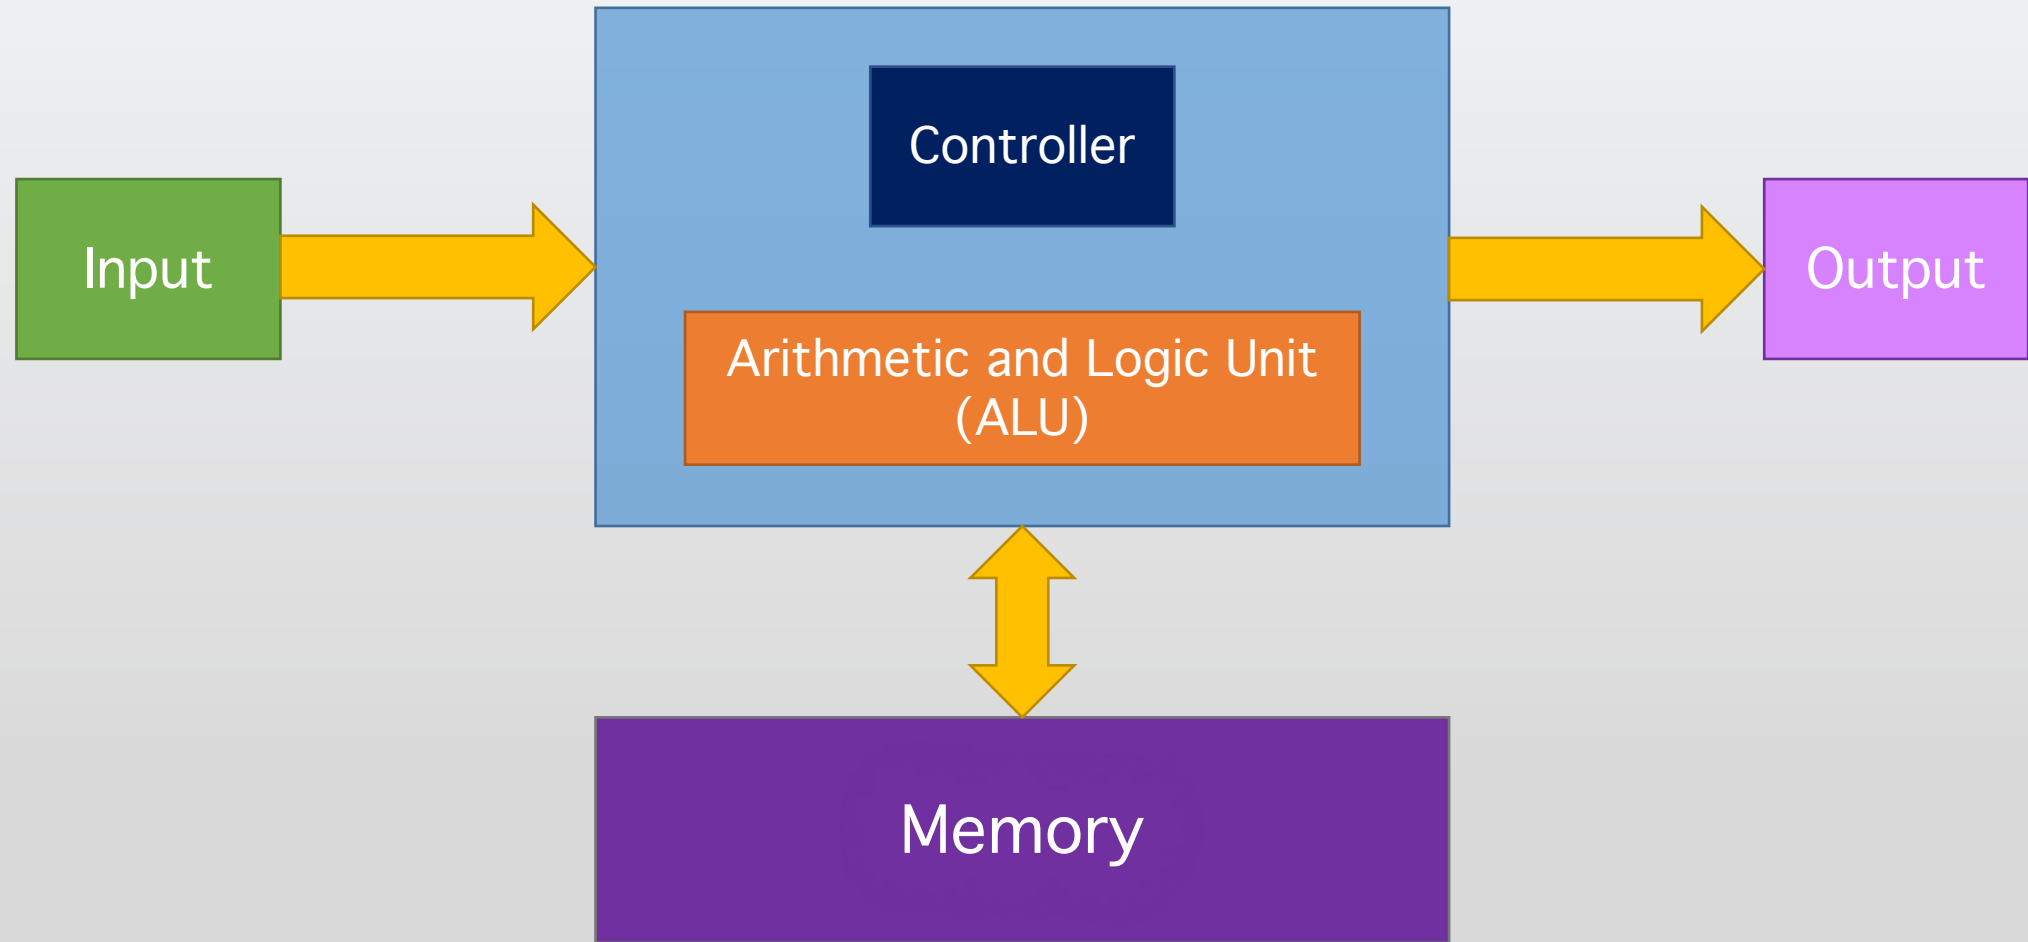 Controller
Input
Output
Arithmetic and Logic Unit
(ALU)
Memory